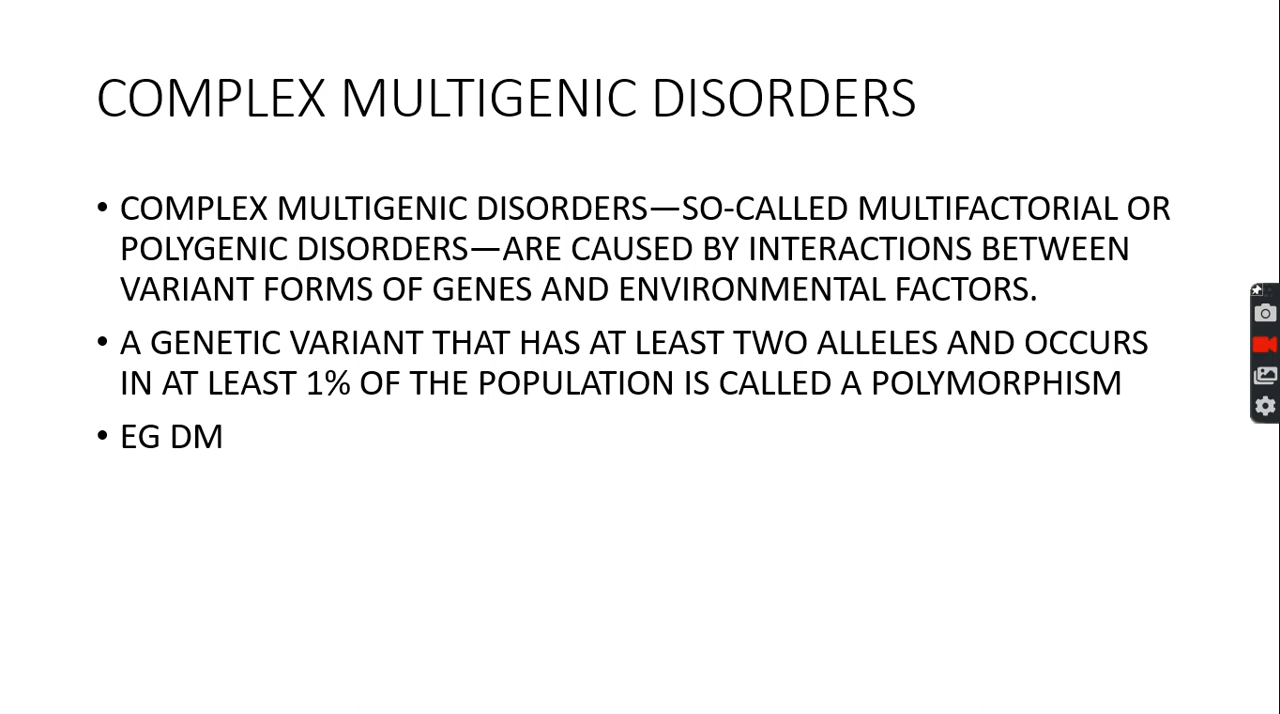 COMPLEX MULTIGENIC DISORDERS
• COMPLEX MULTIGENIC DISORDERS—SO-CALLED MULTIFACTORIAL OR
POLYGENIC DISORDERS—ARE CAUSED BY INTERACTIONS BETWEEN
VARIANT FORMS OF GENES AND ENVIRONMENTAL FACTORS.
• A GENETIC VARIANT THAT HAS AT LEAST TWO ALLELES AND OCCURS
IN AT LEAST 1% OF THE POPULATION IS CALLED A POLYMORPHISM
• EG DM